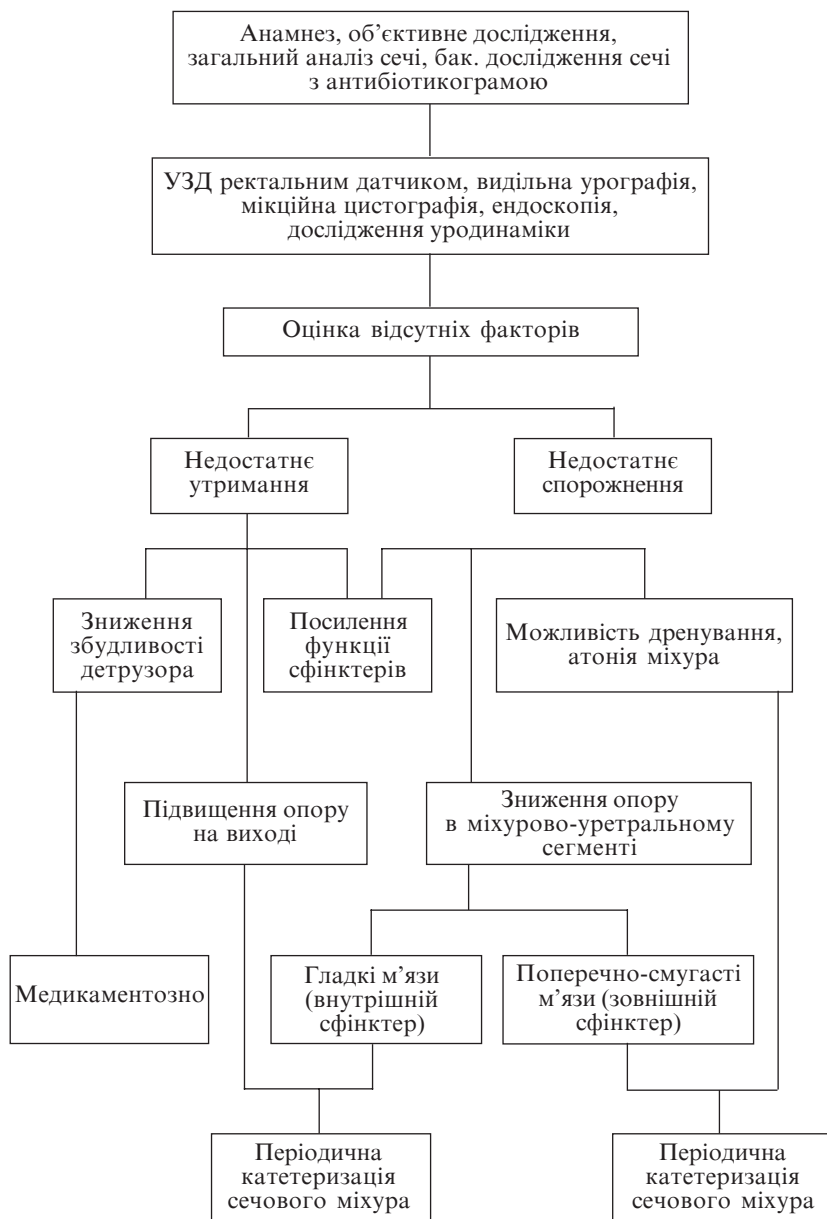 Анамнез, об’єктивне дослідження,
загальний аналіз сечі, бак. дослідження сечі
з антибіотикограмою
УЗД ректальним датчиком, видільна урографія,
мікційна цистографія, ендоскопія,
дослідження уродинаміки
Оцінка відсутніх факторів
Недостатнє
утримання
Недостатнє
спорожнення
Зниження
збудливості
детрузора
Посилення
функції
сфінктерів
Можливість дренування,
атонія міхура
Підвищення опору
на виході
Зниження опору
в міхурово-уретральному
сегменті
Медикаментозно
Гладкі м’язи
(внутрішній
сфінктер)
Поперечно-смугасті
м’язи (зовнішній
сфінктер)
Періодична
катетеризація
сечового міхура
Періодична
катетеризація
сечового міхура